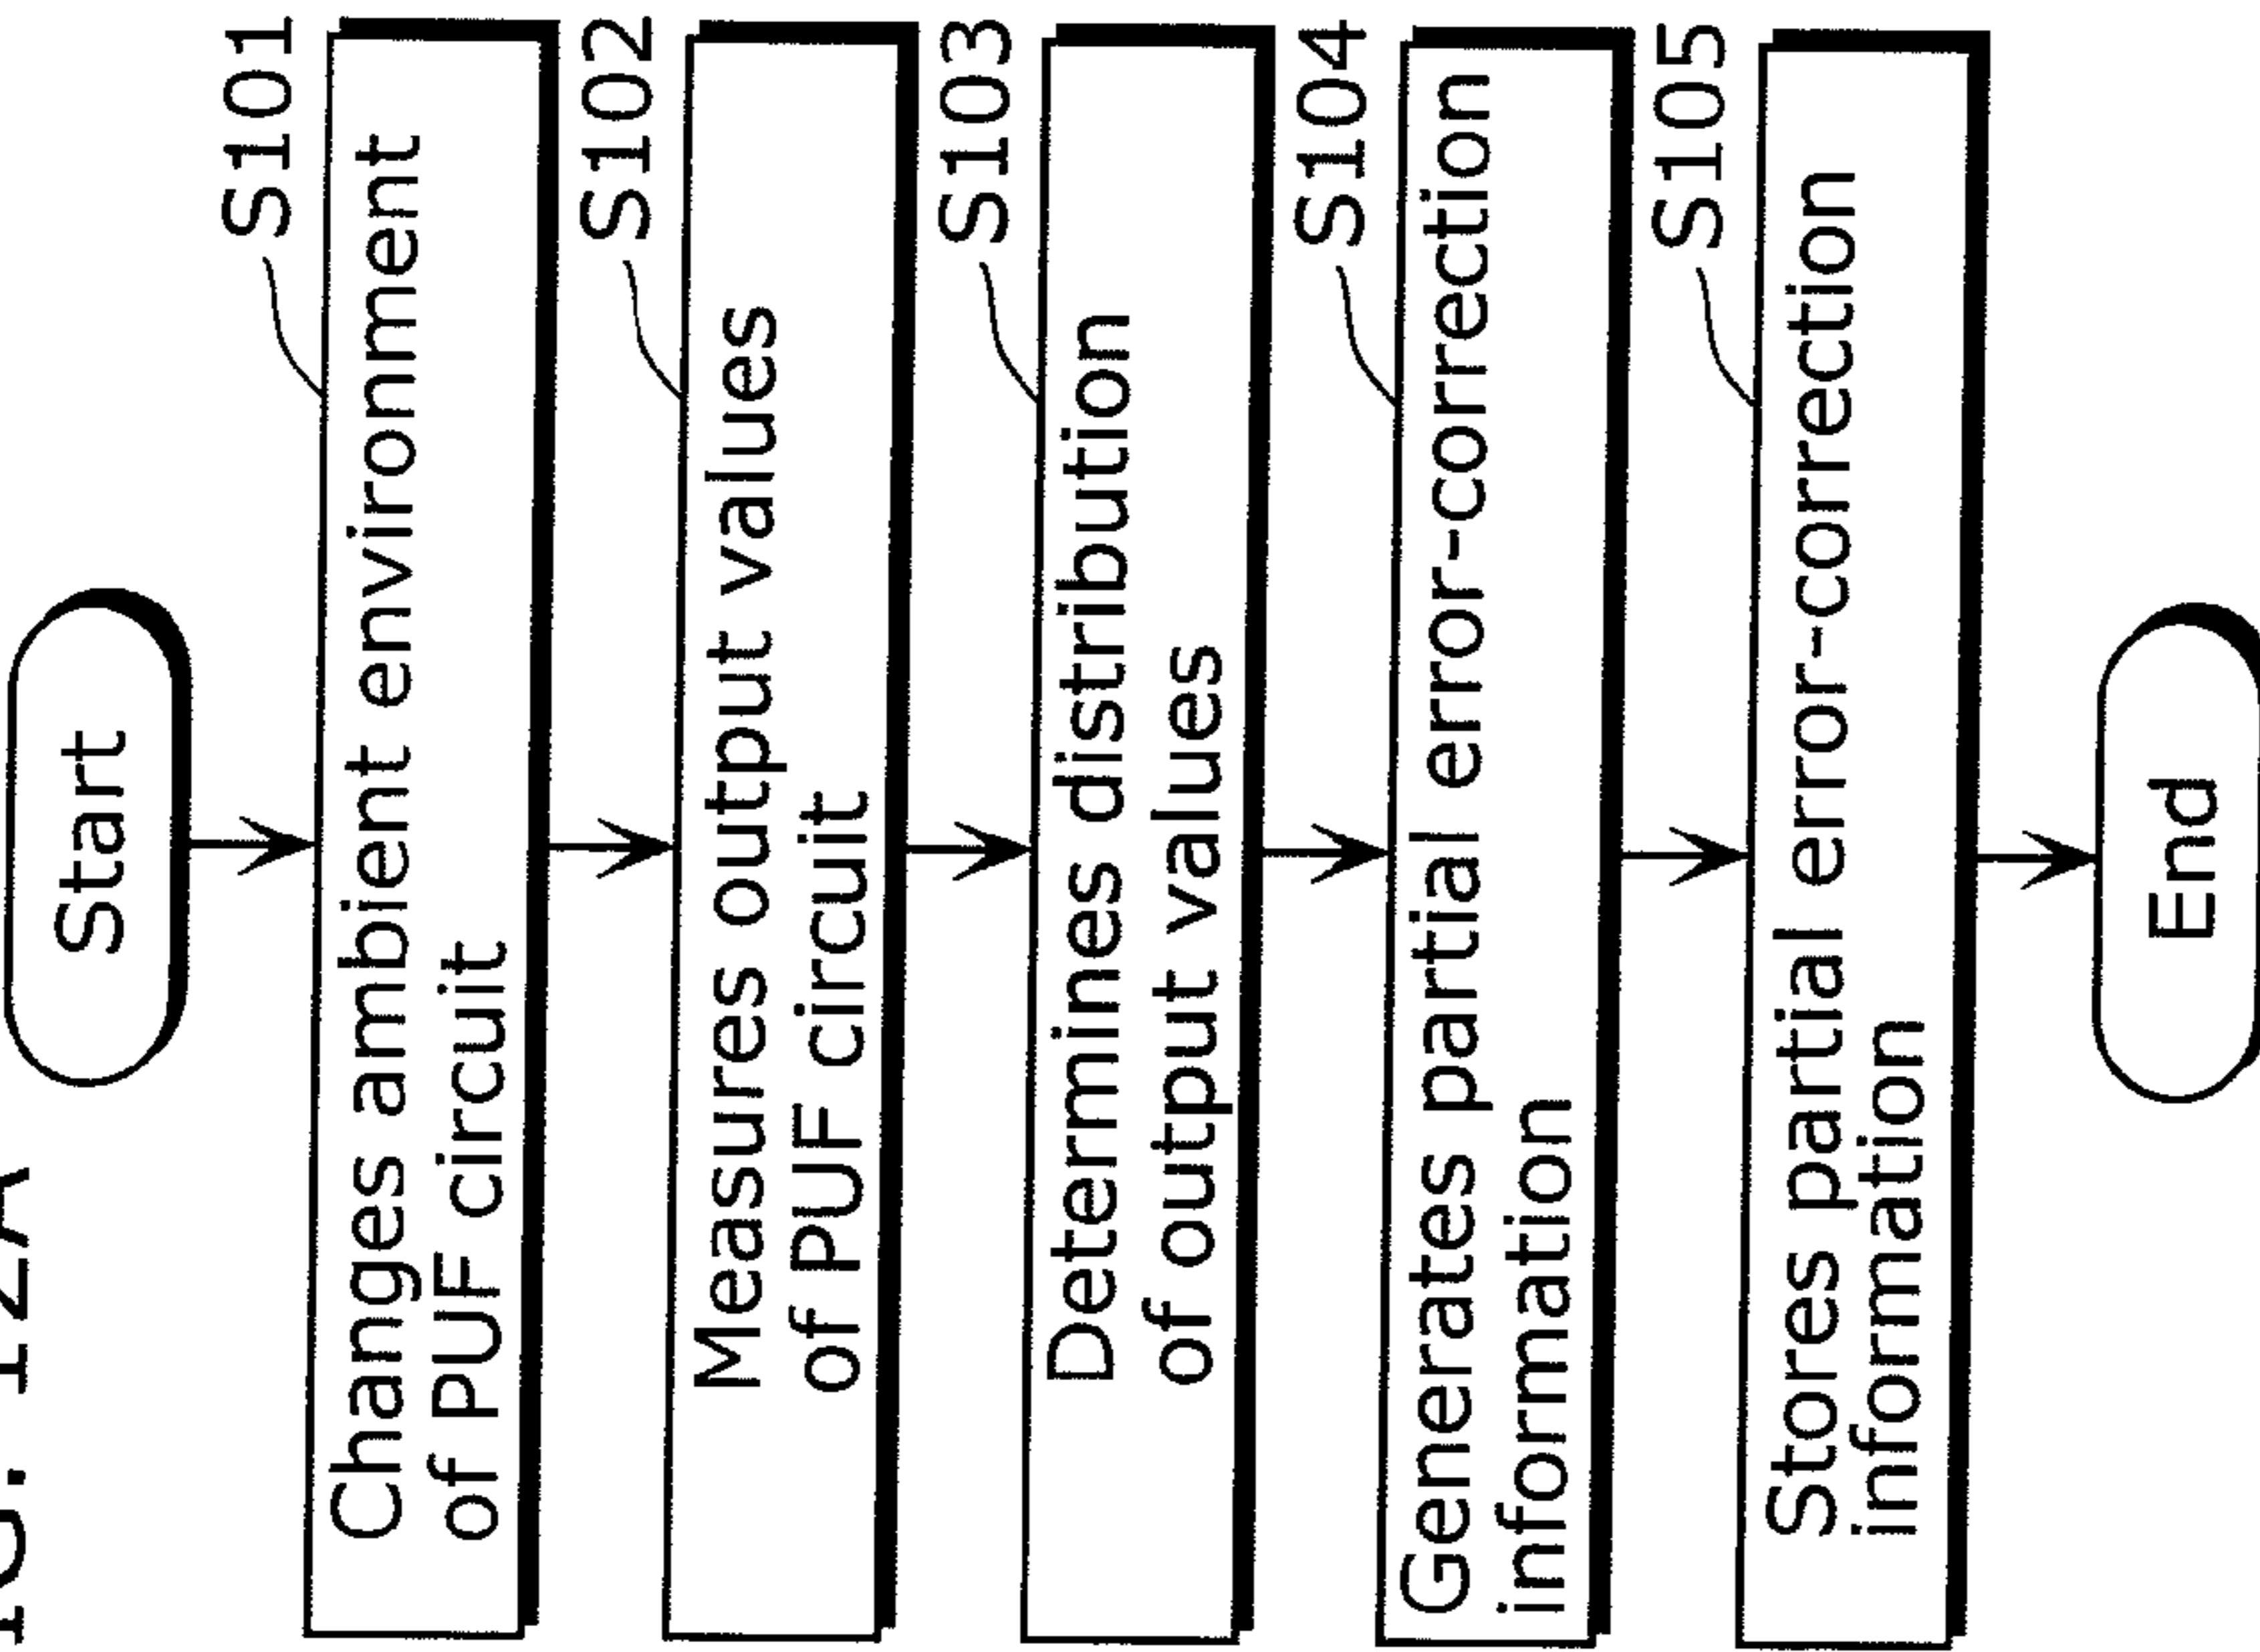 12A
Start
S101
Changes ambient environment
of PUF circuit
S102
Measures output values
of PUF circuit
S103
Determines distribution
of output values
S104
Generates partial error-correction
information
S105
Stores partial error-correction
information
End